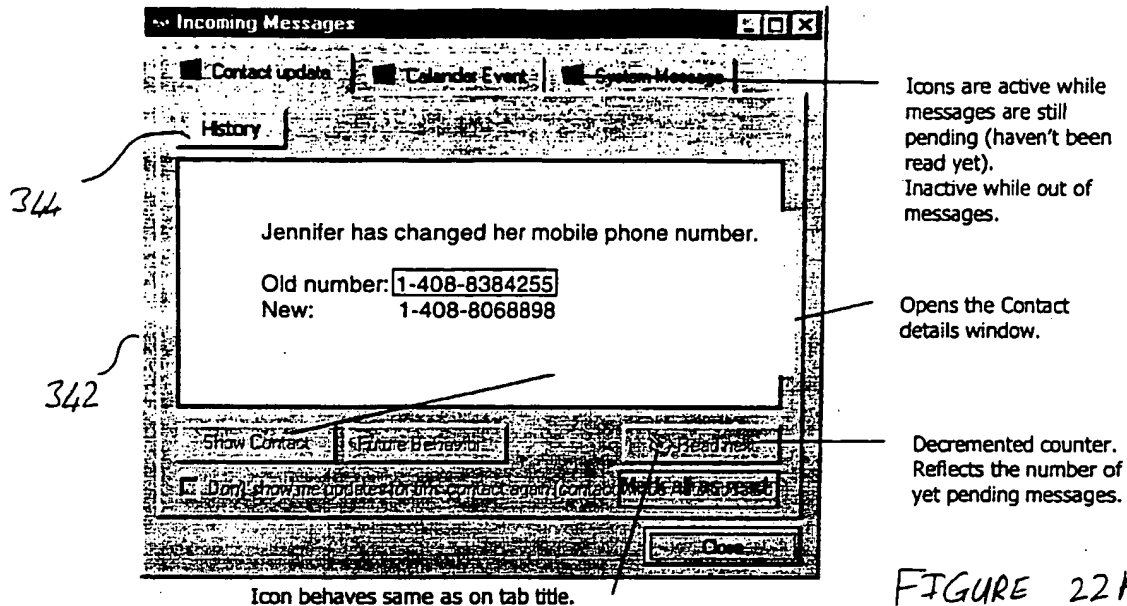 Incoming Messages
Contact update
Calandar Event
System Message
History
Jennifer has changed her mobile phone number.
Old number: 1-408-8384255
New: 1-408-8068898
Show Contact
Future Behavior
Read next
Don't show me updates for this contact again (contact
Mark all as read
Close
Icons are active while
messages are still
pending (haven't been
read yet).
Inactive while out of
messages.
Opens the Contact
details window.
Decremented counter.
Reflects the number of
yet pending messages.
Icon behaves same as on tab title.
344
342
FIGURE 22A